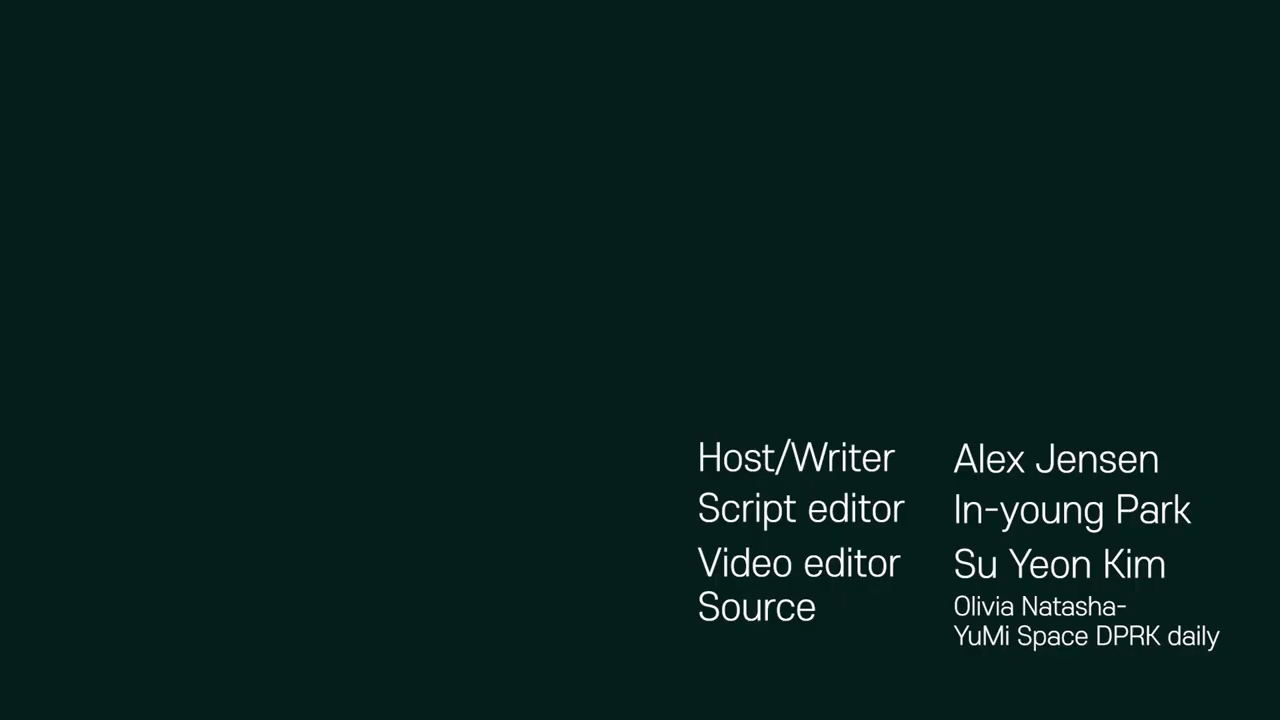 Host/Writer Alex Jensen
Script editor In-young Park
Video editor Su Yeon Kim
Source Olivia Natasha-
YuMi Space DPRK daily